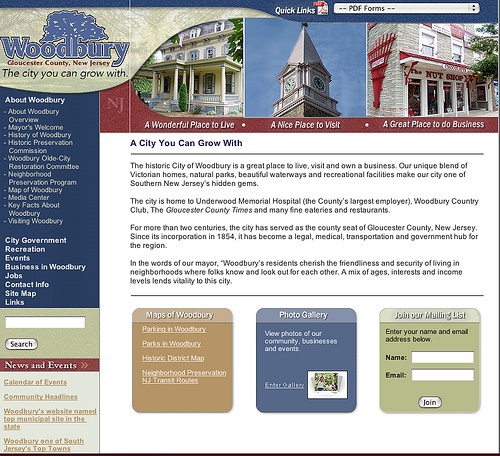 Quick Links
-- PDF Forms --
Woodbury
Gloucester County, New Jersey
The city you can grow with.
NJ
The NUT SHOP
A Wonderful Place to Live • A Nice Place to Visit • A Great Place to do Business
About Woodbury
- About Woodbury
Overview
- Mayor's Welcome
- History of Woodbury
- Historic Preservation
Commission
- Woodbury Olde-City
Restoration Committee
- Neighborhood
Preservation Program
- Map of Woodbury
- Media Center
- Key Facts About
Woodbury
- Visiting Woodbury
City Government
Recreation
Events
Business in Woodbury
Jobs
Contact Info
Site Map
Links
Search
News and Events >>
Calendar of Events
Community Headlines
Woodbury's website named
top municipal site in the
state
Woodbury one of South
Jersey's Top Towns
A City You Can Grow With
The historic City of Woodbury is a great place to live, visit and own a business. Our unique blend of
Victorian homes, natural parks, beautiful waterways and recreational facilities make our city one of
Southern New Jersey's hidden gems.
The city is home to Underwood Memorial Hospital (the County's largest employer), Woodbury Country
Club, The Gloucester County Times and many fine eateries and restaurants.
For more than two centuries, the city has served as the county seat of Gloucester County, New Jersey.
Since its incorporation in 1854, it has become a legal, medical, transportation and government hub for
the region.
In the words of our mayor, “Woodbury's residents cherish the friendliness and security of living in
neighborhoods where folks know and look out for each other. A mix of ages, interests and income
levels lends vitality to this city.
Maps of Woodbury
Parking in Woodbury
Parks in Woodbury
Historic District Map
Neighborhood Preservation
NJ Transit Routes
Photo Gallery
View photos of our
community, businesses
and events.
Enter Gallery
Join our Mailing List
Enter your name and email
address below.
Name:
Email:
Join